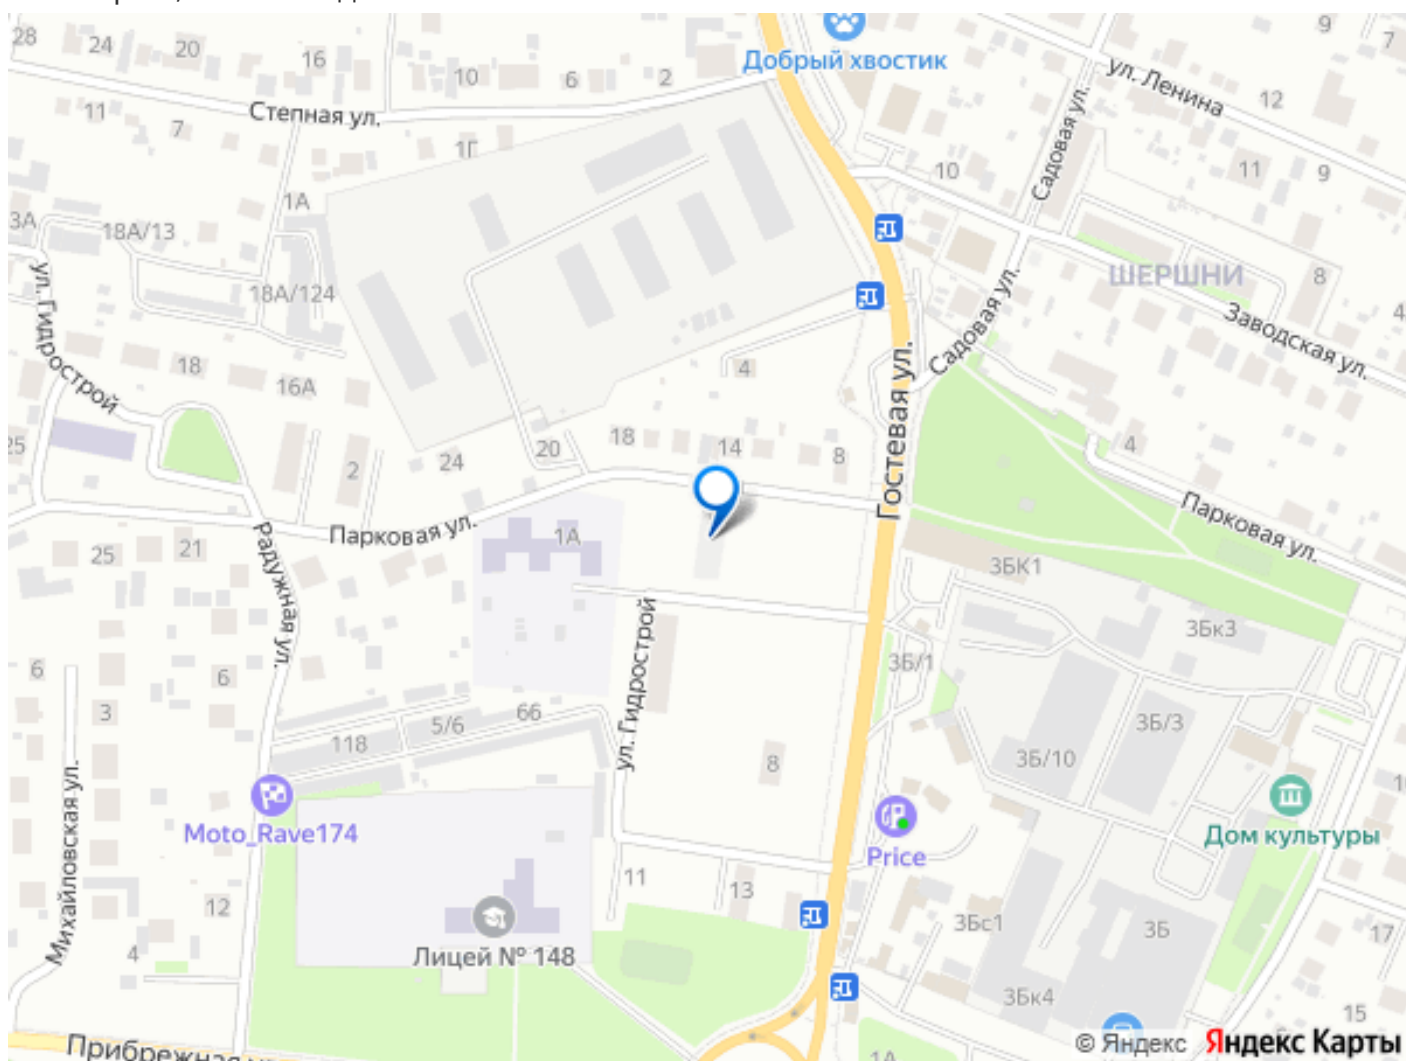 28
24
20
16
10
6
2
Добрый хвостик
9
7
ул. Ленина
12
Степная ул.
11
7
1Г
10
Садовая ул.
11
9
1А
3А
18А/13
18А/124
ул. Гидрострой
ШЕРШНИ
8
4
Садовая ул.
Заводская ул.
18
16А
4
Гостевая ул.
25
2
24
20
18
14
8
4
Парковая ул.
Парковая ул.
1А
25
21
Радужная ул.
3БК1
3Бк3
6
6
3
ул. Гидрострой
3Б/1
66
5/6
118
3Б/3
3Б/10
8
Moto_Rave174
Price
Дом культуры
Михайловская ул.
12
4
11
13
Лицей № 148
3Бс1
3Б
17
3Бк4
15
1А
Прибрежная
© Яндекс
Яндекс Карты